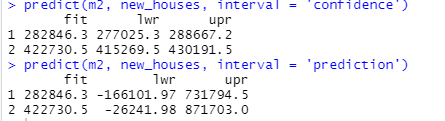 > predict(m2, new_houses, interval = 'confidence')
fit lwr upr
1 282846.3 277025.3 288667.2
2 422730.5 415269.5 430191.5
> predict(m2, new_houses, interval = 'prediction')
fit lwr upr
1 282846.3 -166101.97 731794.5
2 422730.5 -26241.98 871703.0